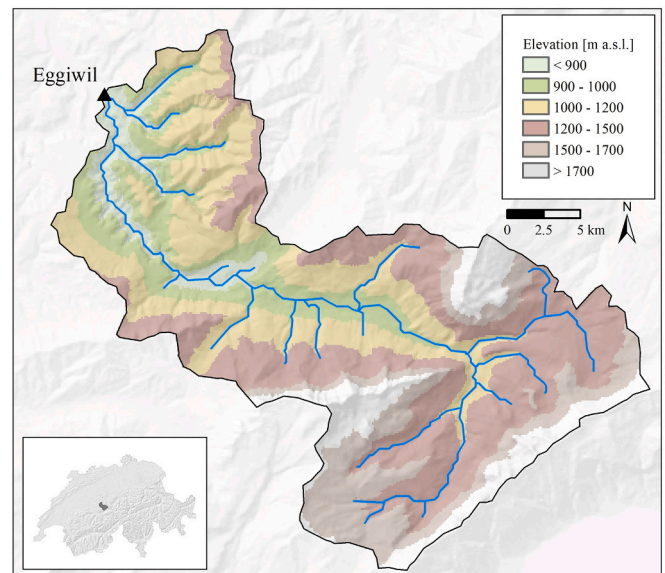 Eggiwil
Elevation [m a.s.l.]
< 900
900 - 1000
1000 - 1200
1200 - 1500
1500 - 1700
> 1700
N
0 2.5 5 km